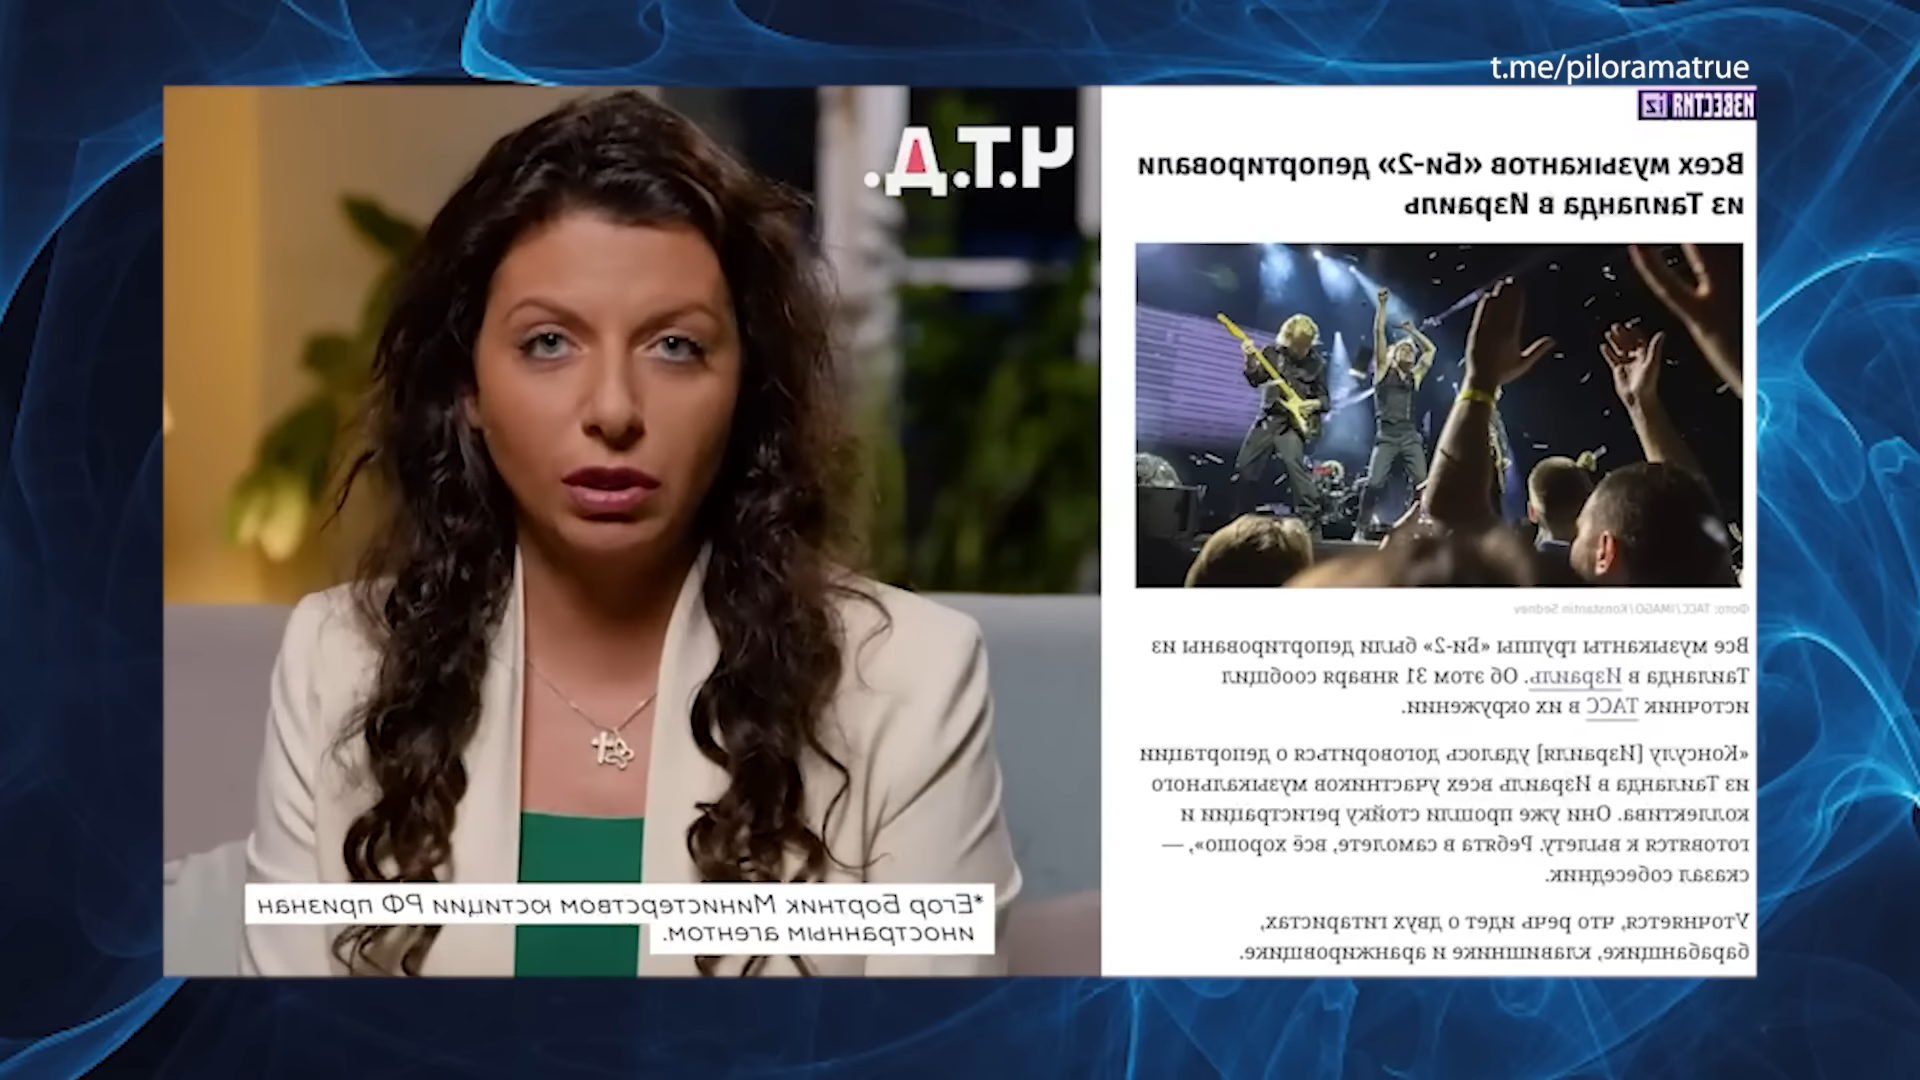 t.me/piloramatrue
ИЗВЕСТИЯ iz
Ч.Т.Д.
Всех музыкантов «Би-2» депортировали
из Таиланда в Израиль
Фото: ТАСС/IMAGO/Konstantin Sednev
Все музыканты группы «Би-2» были депортированы из
Таиланда в Израиль. Об этом 31 января сообщил
источник ТАСС в их окружении.
«Консулу [Израиля] удалось договориться о депортации
из Таиланда в Израиль всех участников музыкального
коллектива. Они уже прошли стойку регистрации и
готовятся к вылету. Ребята в самолете, всё хорошо», —
сказал собеседник.
Уточняется, что речь идет о двух гитаристах,
барабанщике, клавишнике и аранжировщике.
*Егор Бортник Министерством юстиции РФ признан
иностранным агентом.